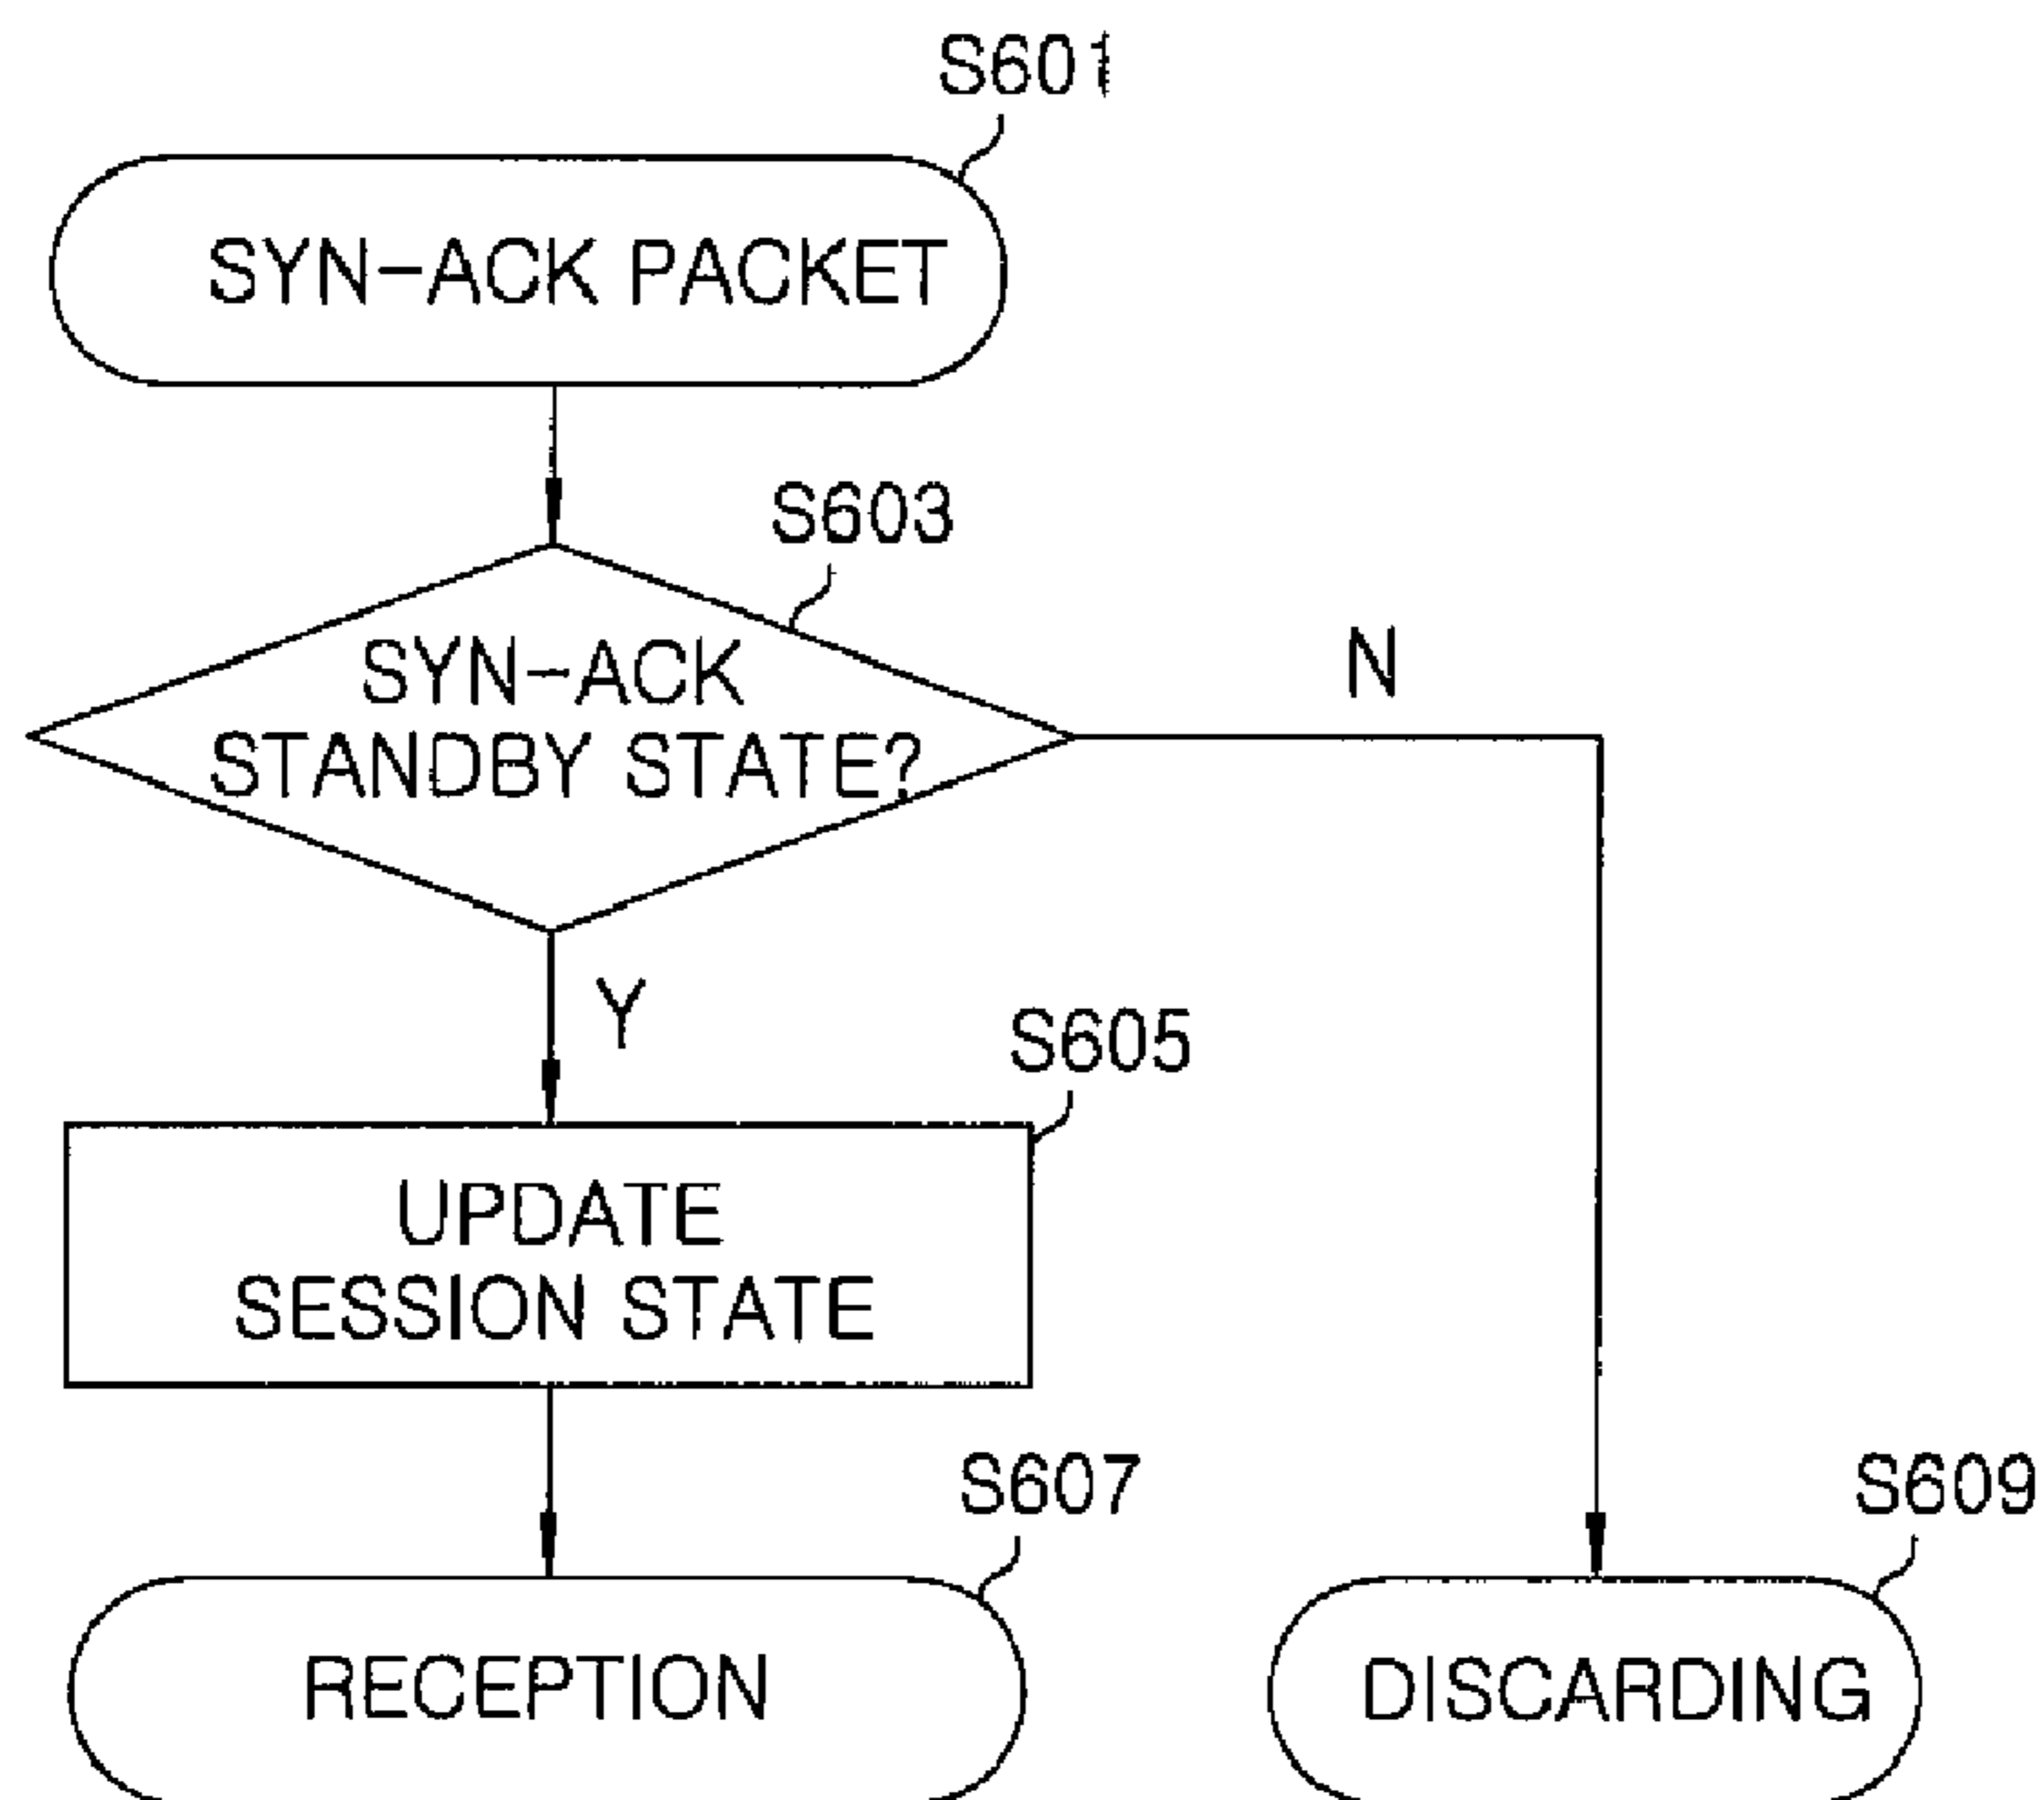 S601
SYN-ACK PACKET
S603
SYN-ACK
STANDBY STATE?
N
Y
S605
UPDATE
SESSION STATE
S607
S609
RECEPTION
DISCARDING